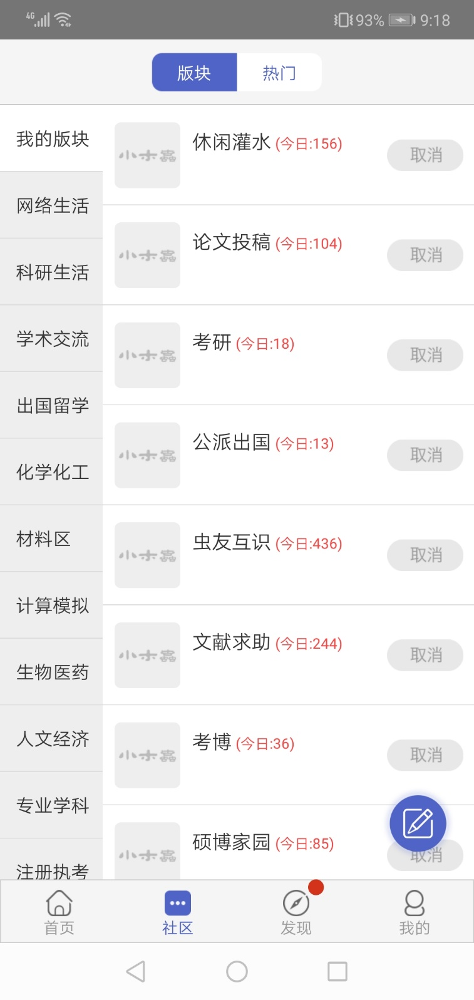 4G 93% 9:18
版块 热门
我的版块
网络生活
科研生活
学术交流
出国留学
化学化工
材料区
计算模拟
生物医药
人文经济
专业学科
注册执考
小木虫 休闲灌水 (今日:156) 取消
小木虫 论文投稿 (今日:104) 取消
小木虫 考研 (今日:18) 取消
小木虫 公派出国 (今日:13) 取消
小木虫 虫友互识 (今日:436) 取消
小木虫 文献求助 (今日:244) 取消
小木虫 考博 (今日:36) 取消
小木虫 硕博家园 (今日:85) 取消
首页 社区 发现 我的